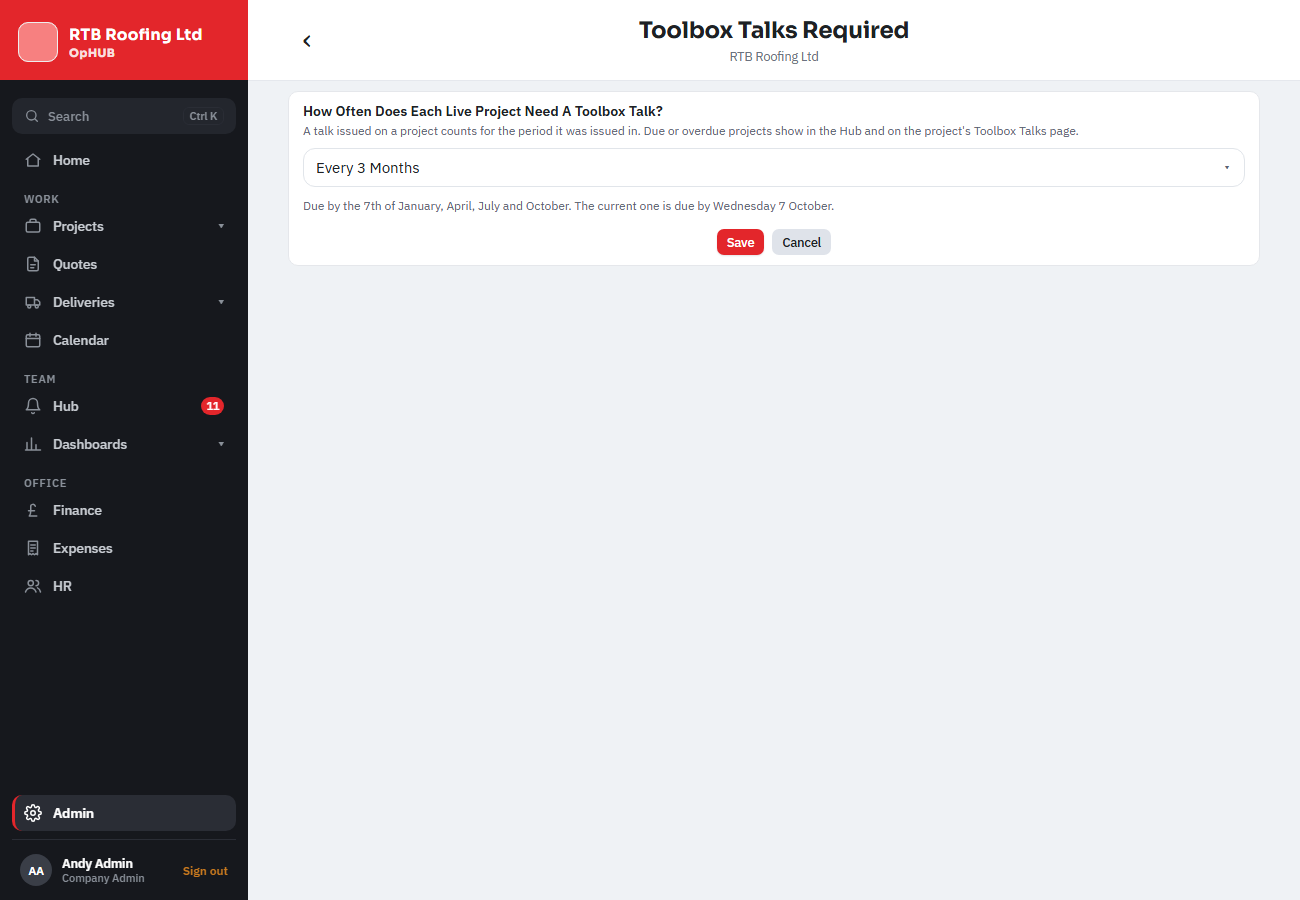 RTB Roofing Ltd
OpHUB
Search Ctrl K
Home
WORK
Projects
Quotes
Deliveries
Calendar
TEAM
Hub 11
Dashboards
OFFICE
Finance
Expenses
HR
Admin
AA Andy Admin
Company Admin
Sign out
Toolbox Talks Required
RTB Roofing Ltd
How Often Does Each Live Project Need A Toolbox Talk?
A talk issued on a project counts for the period it was issued in. Due or overdue projects show in the Hub and on the project's Toolbox Talks page.
Every 3 Months
Due by the 7th of January, April, July and October. The current one is due by Wednesday 7 October.
Save Cancel